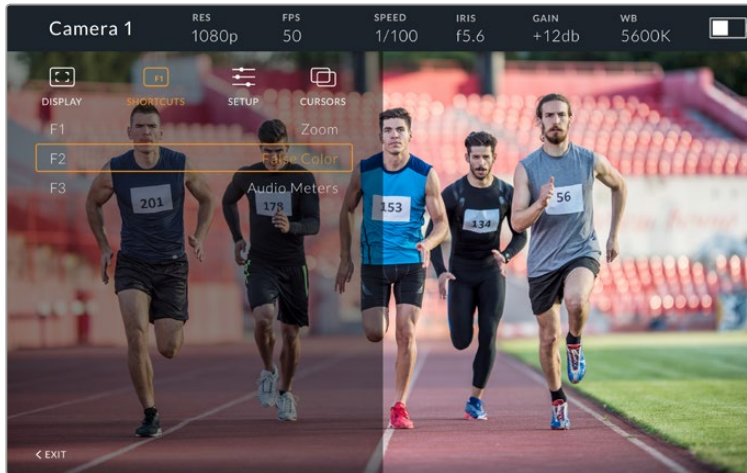 Camera 1
RES
1080p
FPS
50
SPEED
1/100
IRIS
f5.6
GAIN
+12db
WB
5600K
F1
DISPLAY
SHORTCUTS
SETUP
CURSORS
F1 Zoom
F2 False Color
F3 Audio Meters
201
178
153
134
56
< EXIT